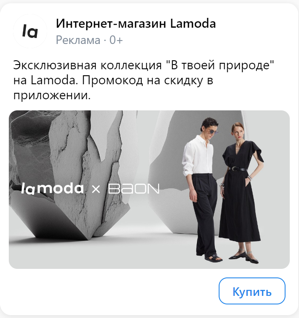 la
Интернет-магазин Lamoda
Реклама · 0+
Эксклюзивная коллекция "В твоей природе"
на Lamoda. Промокод на скидку в
приложении.
lamoda × BAON
Купить